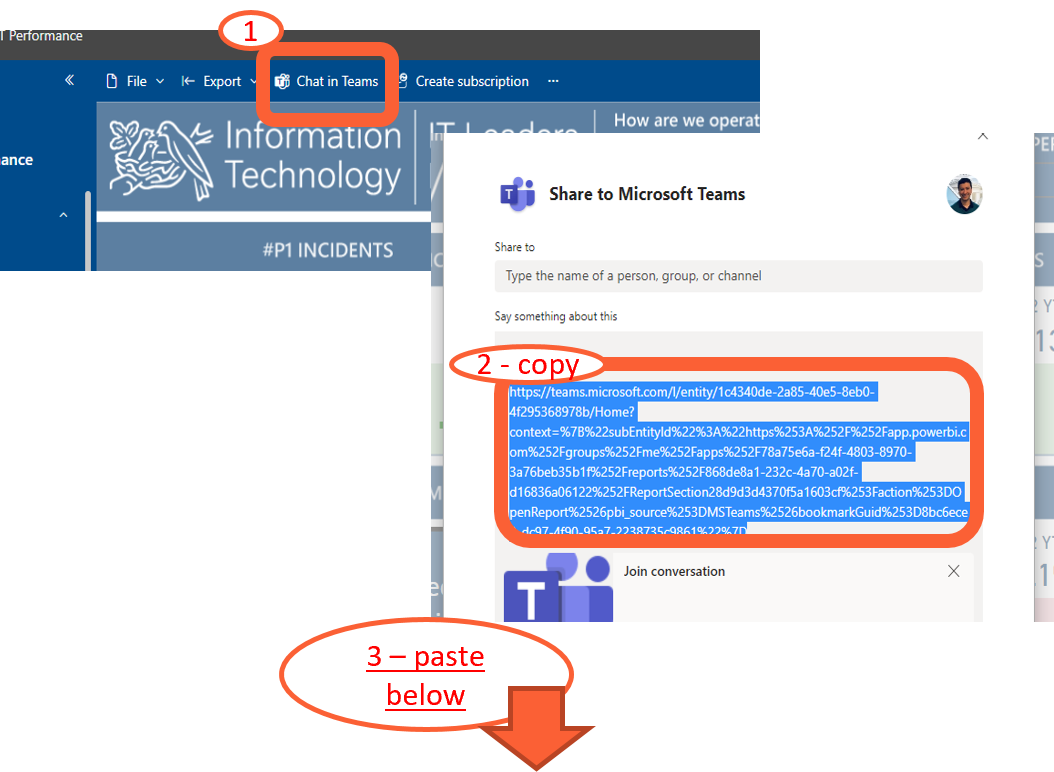 T Performance
1
File
Export
Chat in Teams
Create subscription
...
Information
Technology
IT Leaders
How are we operat
ance
#P1 INCIDENTS
Share to Microsoft Teams
Share to
Type the name of a person, group, or channel
Say something about this
2 - copy
https://teams.microsoft.com/l/entity/1c4340de-2a85-40e5-8eb0-
4f295368978b/Home?
context=%7B%22subEntityId%22%3A%22https%253A%252F%252Fapp.powerbi.c
om%252Fgroups%252Fme%252Fapps%252F78a75e6a-f24f-4803-8970-
3a76beb35b1f%252Freports%252F868de8a1-232c-4a70-a02f-
d16836a06122%252FReportSection28d9d3d4370f5a1603cf%253Faction%253DO
penReport%2526pbi_source%253DMSTeams%2526bookmarkGuid%253D8bc6ece
dc97-4f90-95a7-2238735c9861%22%7D
T
Join conversation
3 – paste
below